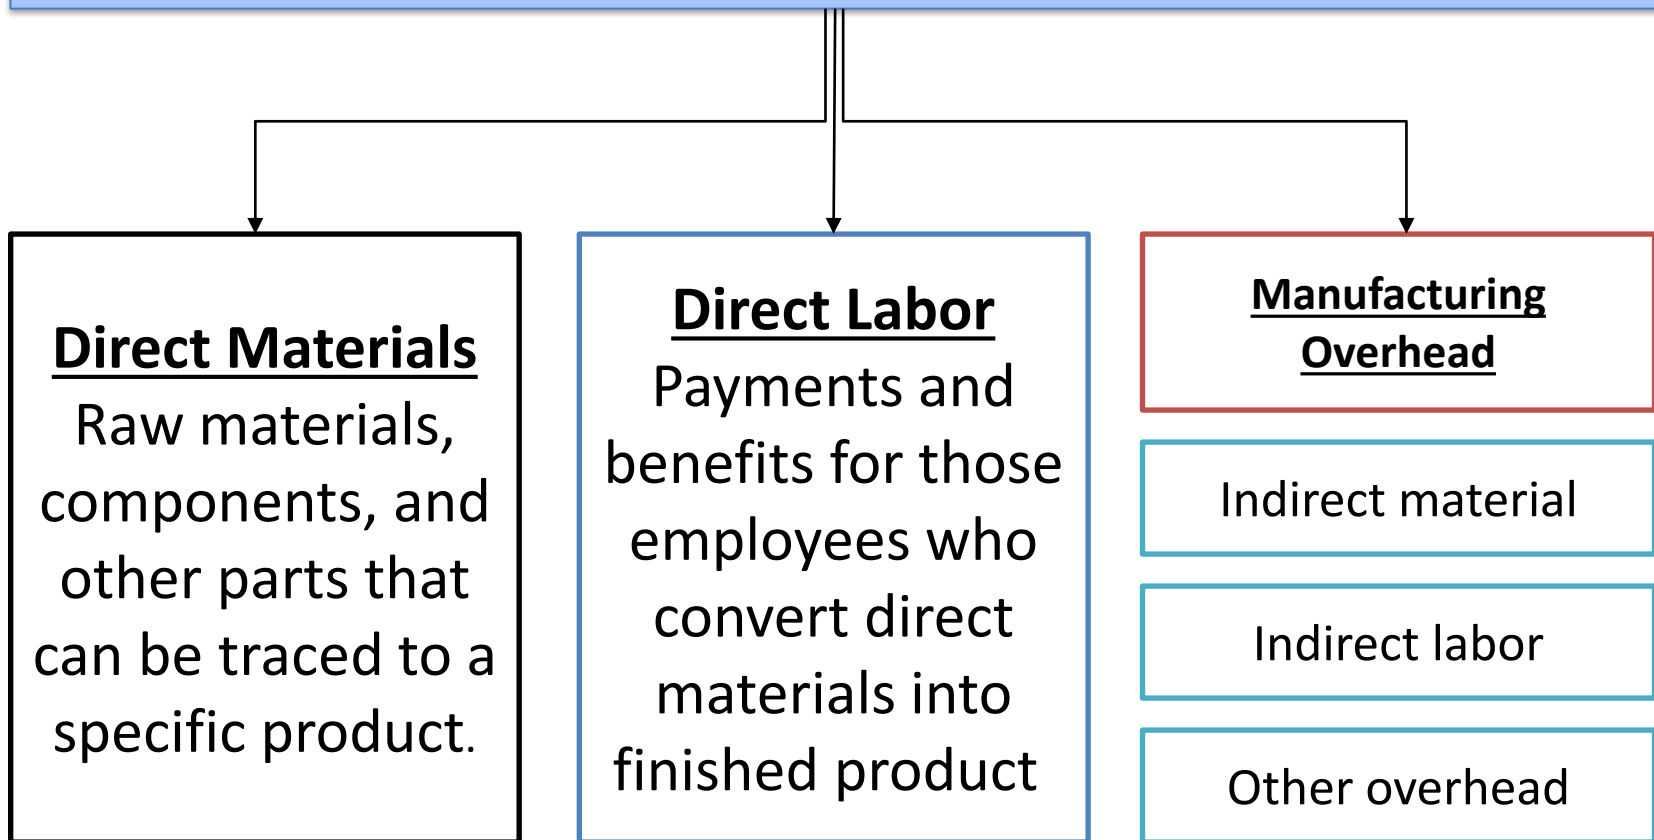 Direct Materials
Raw materials,
components, and
other parts that
can be traced to a
specific product.
Direct Labor
Payments and
benefits for those
employees who
convert direct
materials into
finished product
Manufacturing
Overhead
Indirect material
Indirect labor
Other overhead